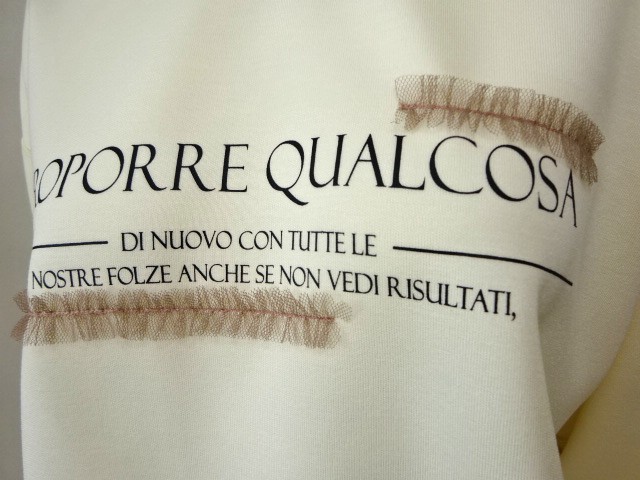 ROPORRE QUALCOSA
DI NUOVO CON TUTTE LE
NOSTRE FOLZE ANCHE SE NON VEDI RISULTATI,